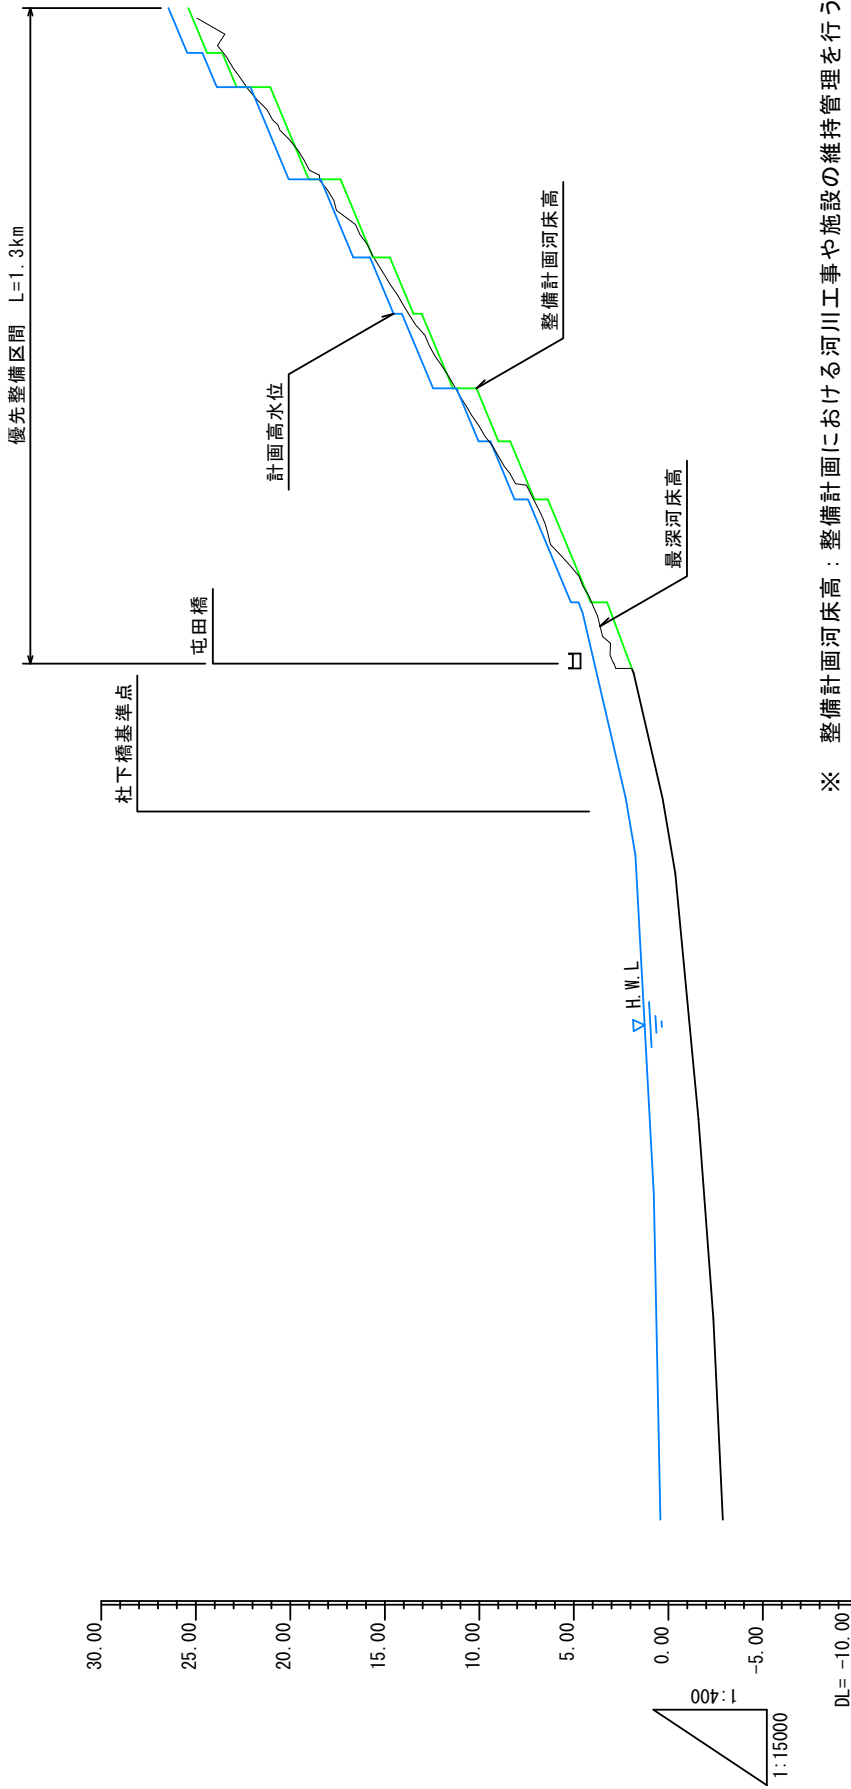 優先整備区間 L=1.3km
計画高水位
整備計画河床高
屯田橋
杜下橋基準点
最深河床高
H.W.L
30.00
25.00
20.00
15.00
10.00
5.00
0.00
-5.00
DL= -10.00
1:400
1:15000
※ 整備計画河床高：整備計画における河川工事や施設の維持管理を行う